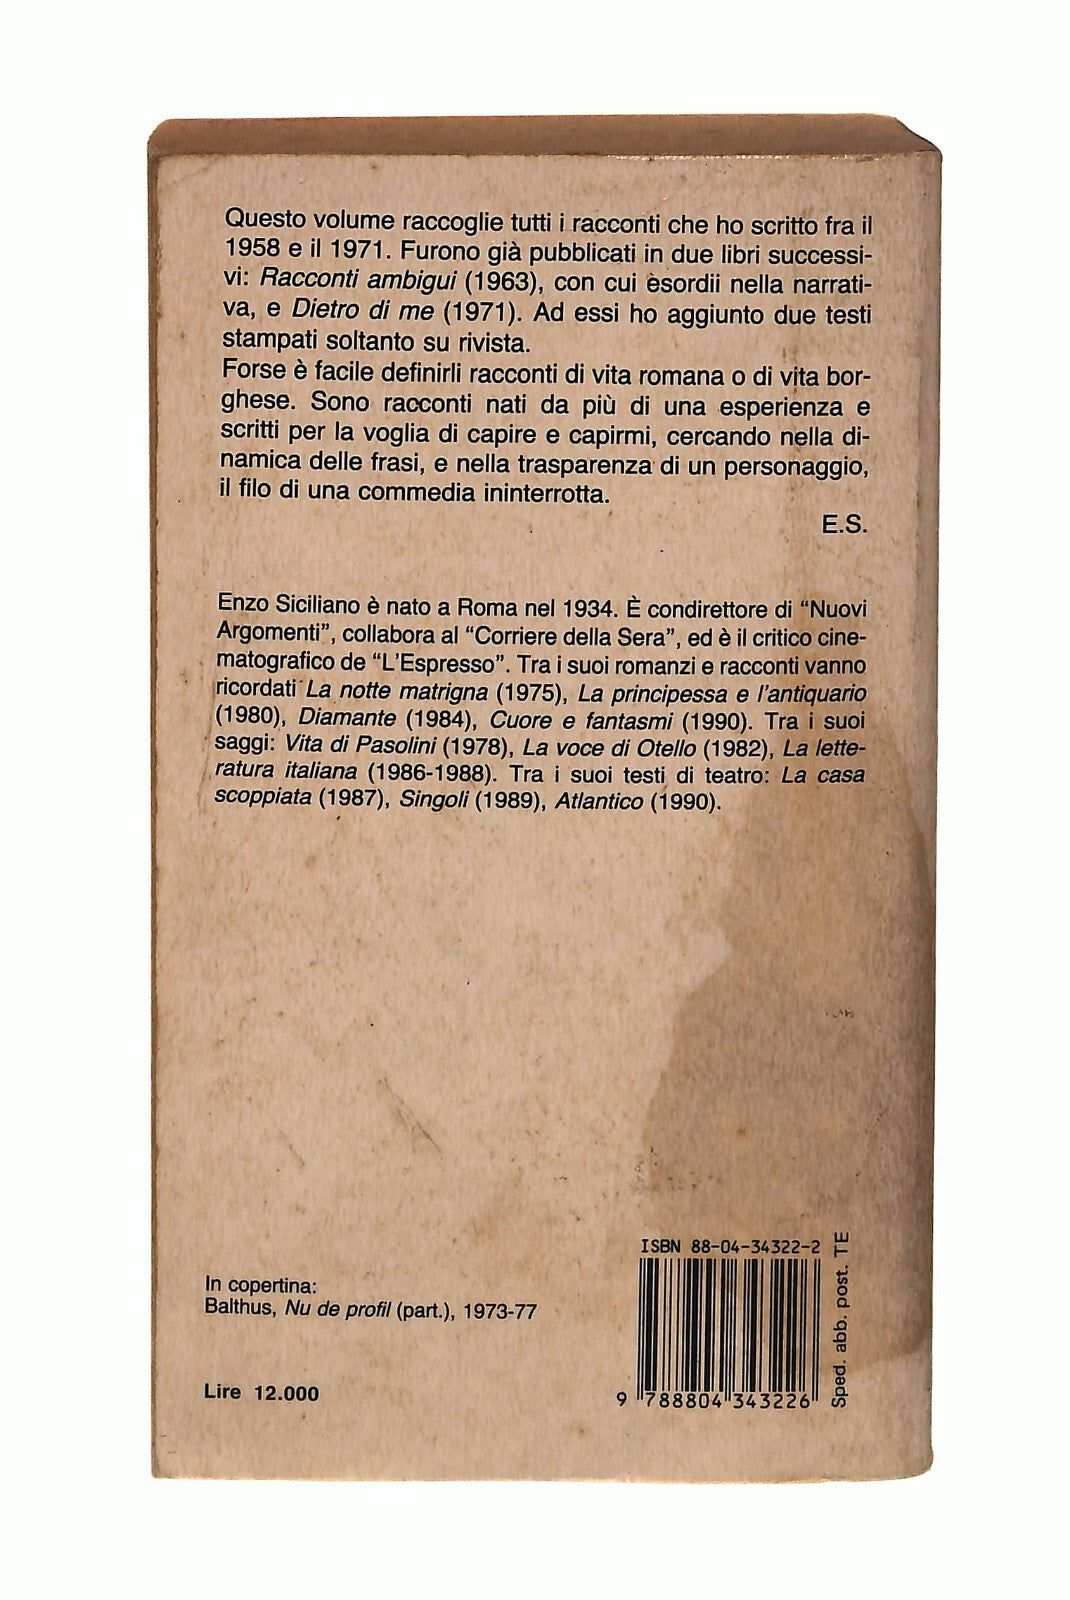 Questo volume raccoglie tutti i racconti che ho scritto fra il
1958 e il 1971. Furono già pubblicati in due libri successi-
vi: Racconti ambigui (1963), con cui esordii nella narrati-
va, e Dietro di me (1971). Ad essi ho aggiunto due testi
stampati soltanto su rivista.
Forse è facile definirli racconti di vita romana o di vita bor-
ghese. Sono racconti nati da più di una esperienza e
scritti per la voglia di capire e capirmi, cercando nella di-
namica delle frasi, e nella trasparenza di un personaggio,
il filo di una commedia ininterrotta.
E.S.
Enzo Siciliano è nato a Roma nel 1934. È condirettore di “Nuovi
Argomenti”, collabora al “Corriere della Sera”, ed è il critico cine-
matografico de “L'Espresso”. Tra i suoi romanzi e racconti vanno
ricordati La notte matrigna (1975), La principessa e l'antiquario
(1980), Diamante (1984), Cuore e fantasmi (1990). Tra i suoi
saggi: Vita di Pasolini (1978), La voce di Otello (1982), La lette-
ratura italiana (1986-1988). Tra i suoi testi di teatro: La casa
scoppiata (1987), Singoli (1989), Atlantico (1990).
In copertina:
Balthus, Nu de profil (part.), 1973-77
Lire 12.000
ISBN 88-04-34322-2
9 788804 343226
Sped. abb. post. TE